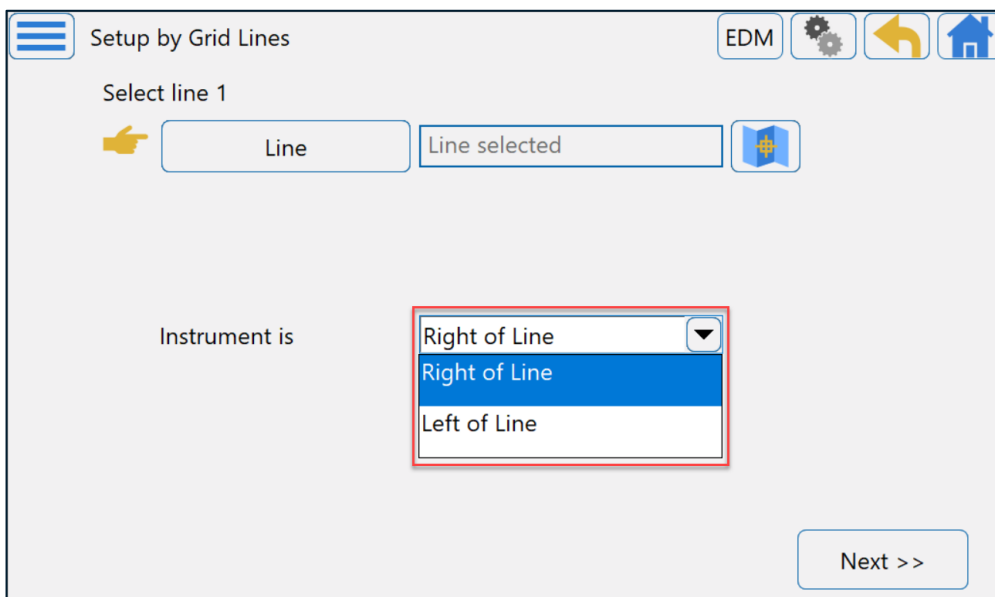 Setup by Grid Lines
EDM
Select line 1
Line
Line selected
Instrument is
Right of Line
Right of Line
Left of Line
Next >>